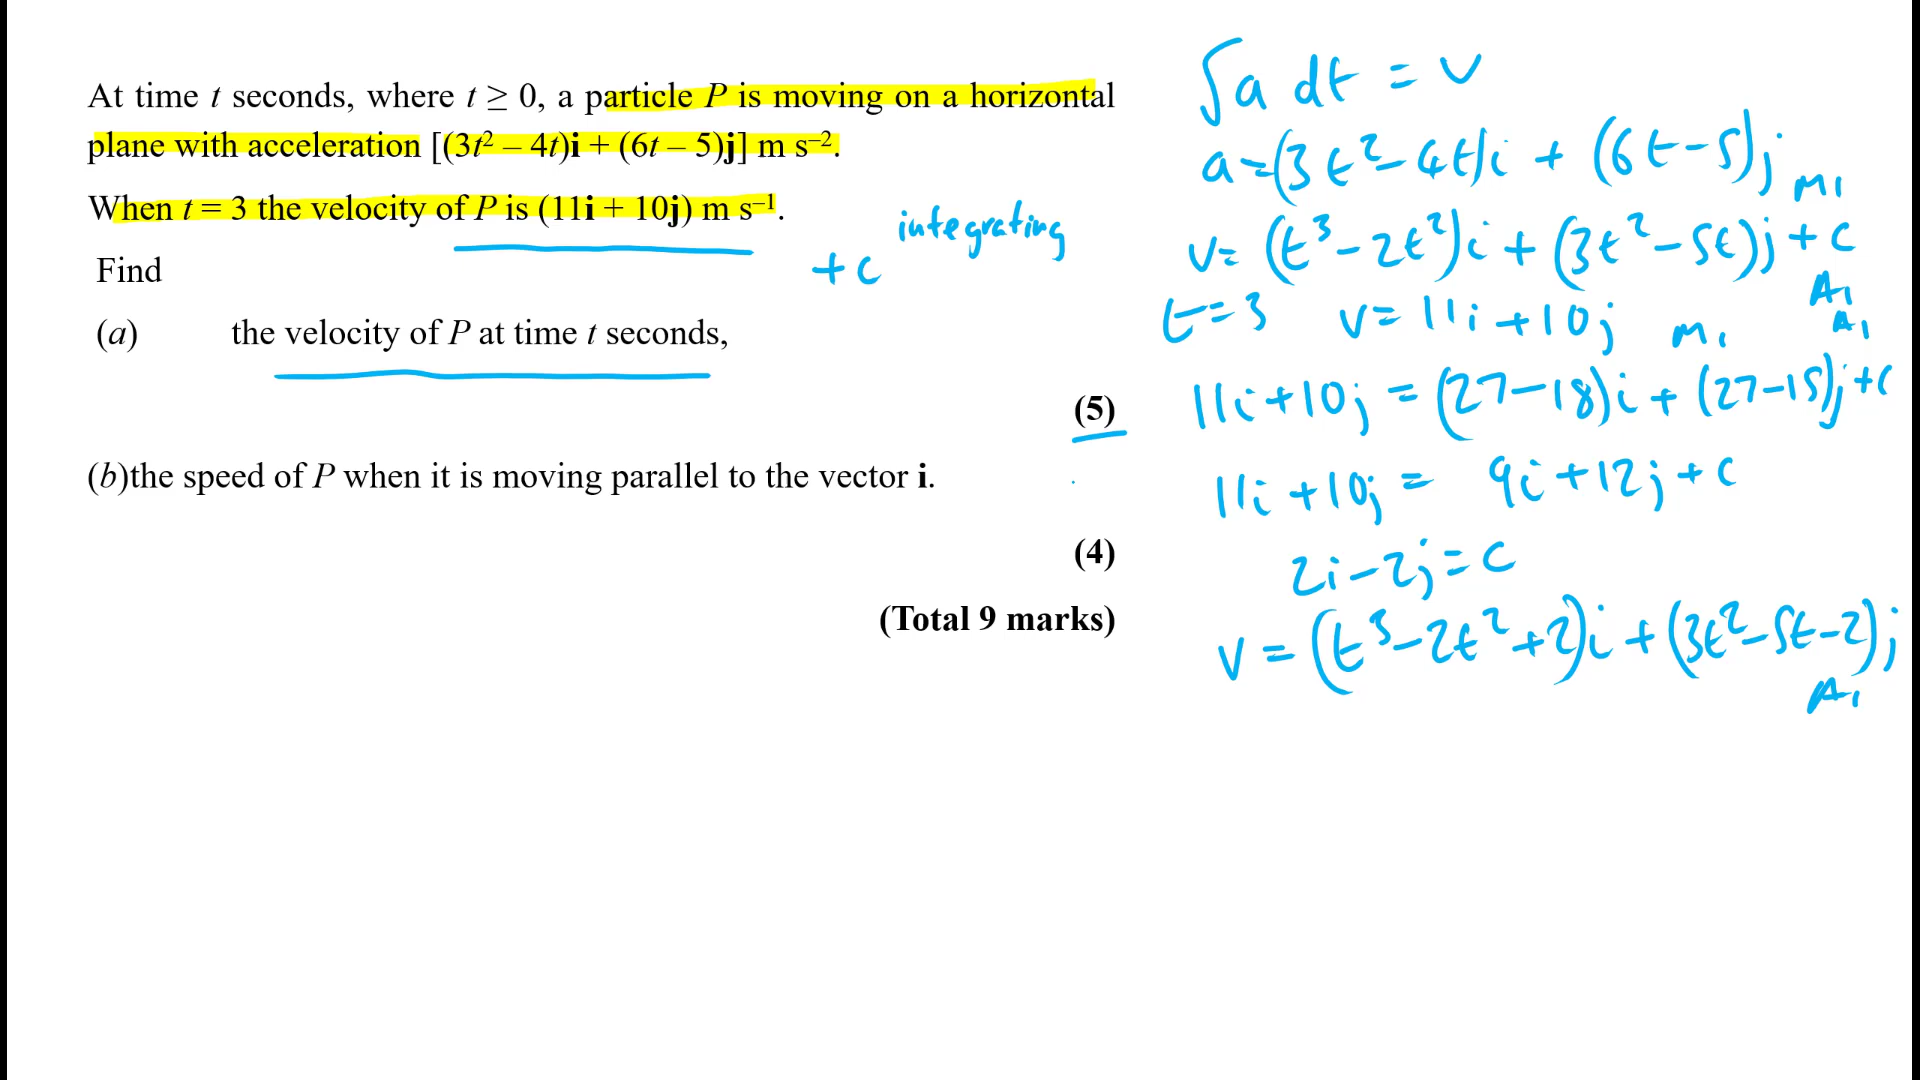 At time t seconds, where t ≥ 0, a particle P is moving on a horizontal
plane with acceleration [(3t² – 4t)i + (6t – 5)j] m s⁻².
When t = 3 the velocity of P is (11i + 10j) m s⁻¹.
Find
(a) the velocity of P at time t seconds,
(5)
(b)the speed of P when it is moving parallel to the vector i.
(4)
(Total 9 marks)
+c integrating
∫a dt = v
a=(3t²-4t)i + (6t-5)j M1
v= (t³-2t²)i + (3t²-5t)j + c
A1
A1
t=3 v=11i+10j M1
11i+10j = (27-18)i + (27-15)j+c
11i+10j = 9i+12j+c
2i-2j=c
v=(t³-2t²+2)i+(3t²-5t-2)j
A1